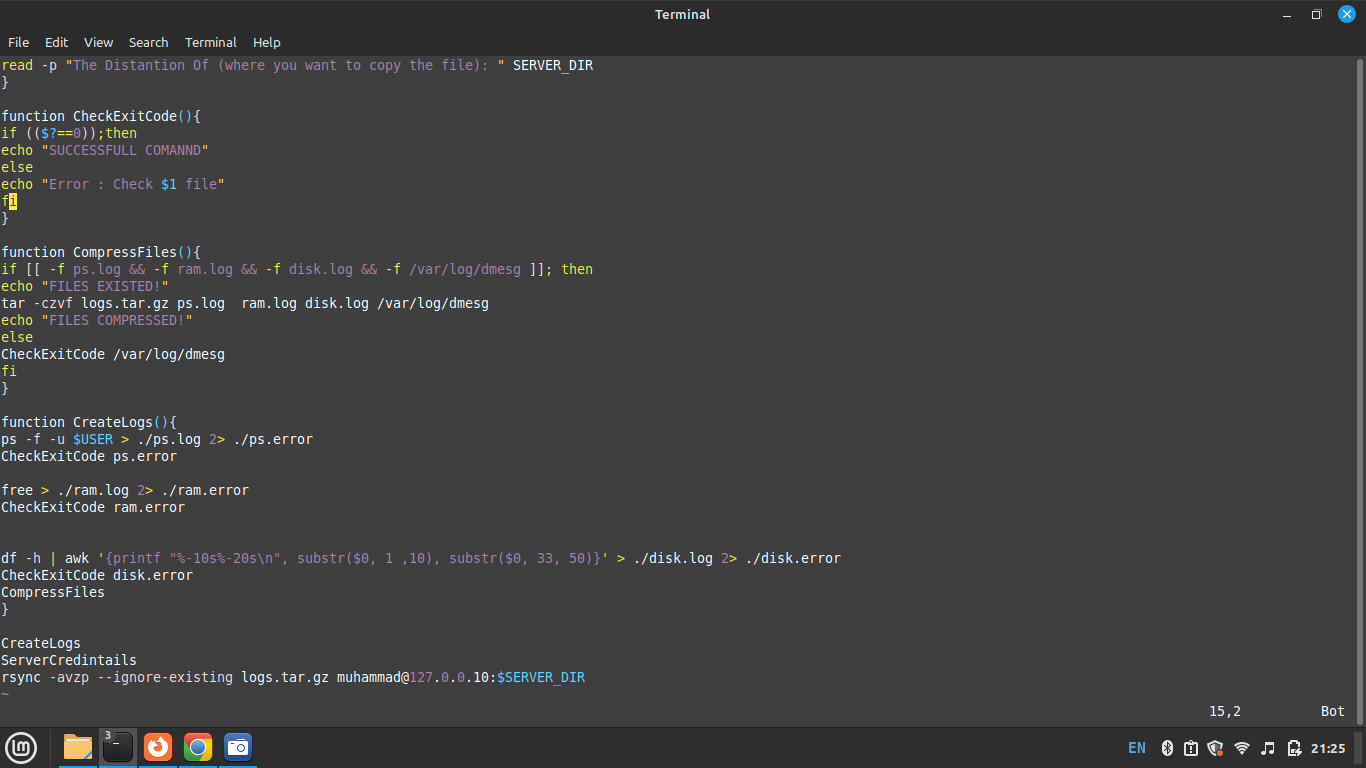 Terminal
File Edit View Search Terminal Help
read -p "The Distantion Of (where you want to copy the file): " SERVER_DIR
}
function CheckExitCode(){
if (($?==0));then
echo "SUCCESSFULL COMANND"
else
echo "Error : Check $1 file"
fi
}
function CompressFiles(){
if [[ -f ps.log && -f ram.log && -f disk.log && -f /var/log/dmesg ]]; then
echo "FILES EXISTED!"
tar -czvf logs.tar.gz ps.log  ram.log disk.log /var/log/dmesg
echo "FILES COMPRESSED!"
else
CheckExitCode /var/log/dmesg
fi
}
function CreateLogs(){
ps -f -u $USER > ./ps.log 2> ./ps.error
CheckExitCode ps.error
free > ./ram.log 2> ./ram.error
CheckExitCode ram.error
df -h | awk '{printf "%-10s%-20s\n", substr($0, 1 ,10), substr($0, 33, 50)}' > ./disk.log 2> ./disk.error
CheckExitCode disk.error
CompressFiles
}
CreateLogs
ServerCredintails
rsync -avzp --ignore-existing logs.tar.gz muhammad@127.0.0.10:$SERVER_DIR
~
15,2 Bot
3
EN 21:25